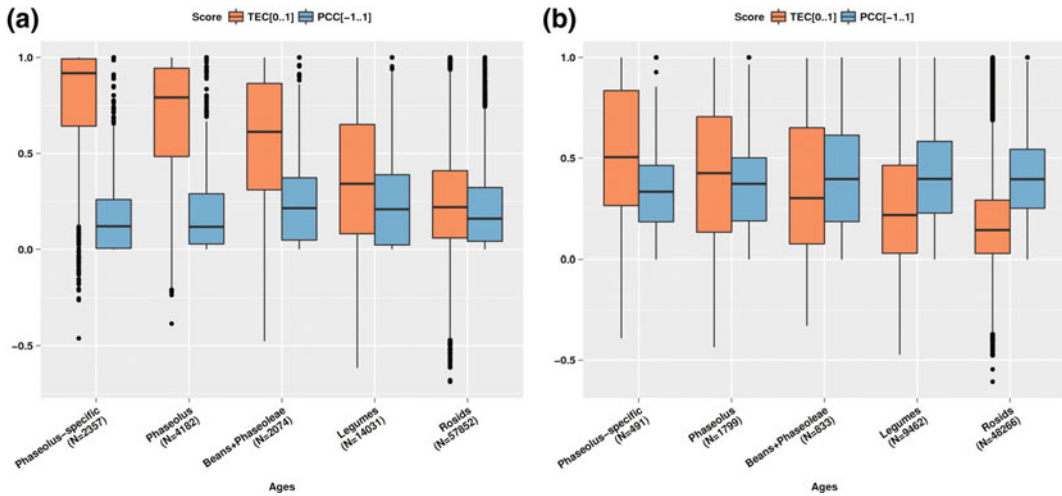 (a)
Score TEC[0..1] PCC[-1..1]
1.0
0.5
0.0
-0.5
Phaseolus-specific
(N=2357)
Phaseolus
(N=4182)
Beans+Phaseoleae
(N=2074)
Legumes
(N=14031)
Rosids
(N=57852)
Ages
(b)
Score TEC[0..1] PCC[-1..1]
1.0
0.5
0.0
-0.5
Phaseolus-specific
(N=491)
Phaseolus
(N=1799)
Beans+Phaseoleae
(N=833)
Legumes
(N=9462)
Rosids
(N=48266)
Ages